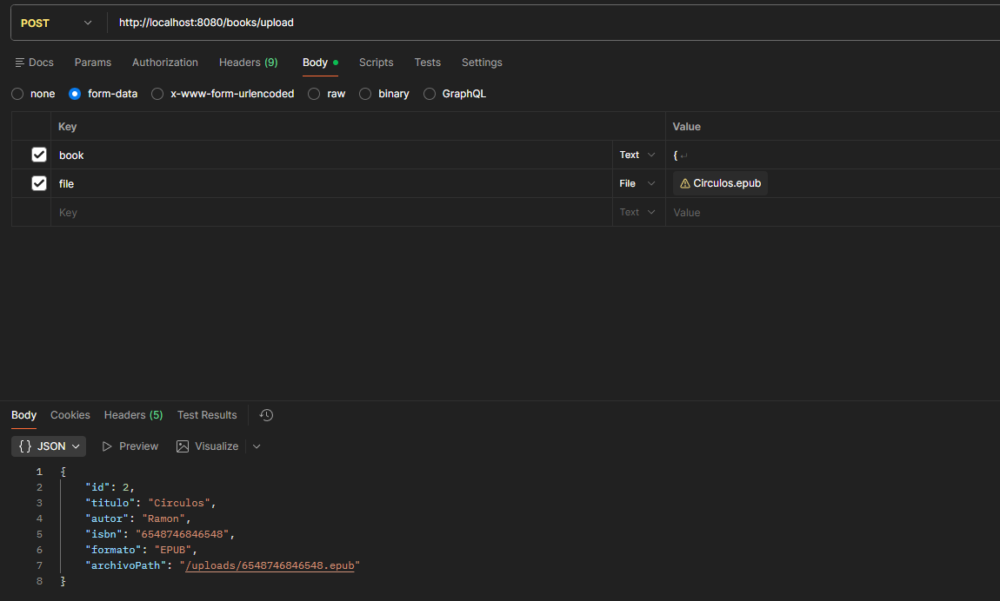 POST http://localhost:8080/books/upload
Docs Params Authorization Headers (9) Body Scripts Tests Settings
none form-data x-www-form-urlencoded raw binary GraphQL
Key Value
book Text { ↵
file File Circulos.epub
Key Text Value
Body Cookies Headers (5) Test Results
{} JSON Preview Visualize
1 {
2 "id": 2,
3 "titulo": "Circulos",
4 "autor": "Ramon",
5 "isbn": "6548746846548",
6 "formato": "EPUB",
7 "archivoPath": "/uploads/6548746846548.epub"
8 }